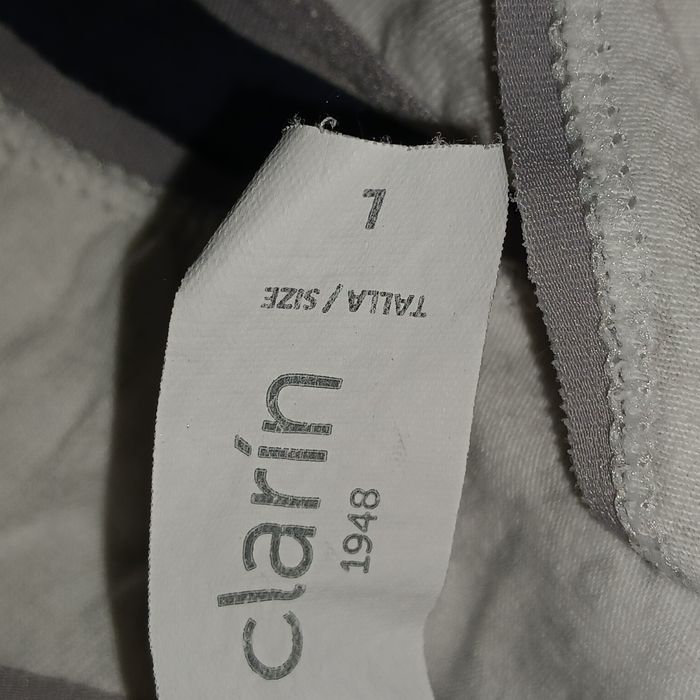 TALLA / SIZE
L
clarín
1948